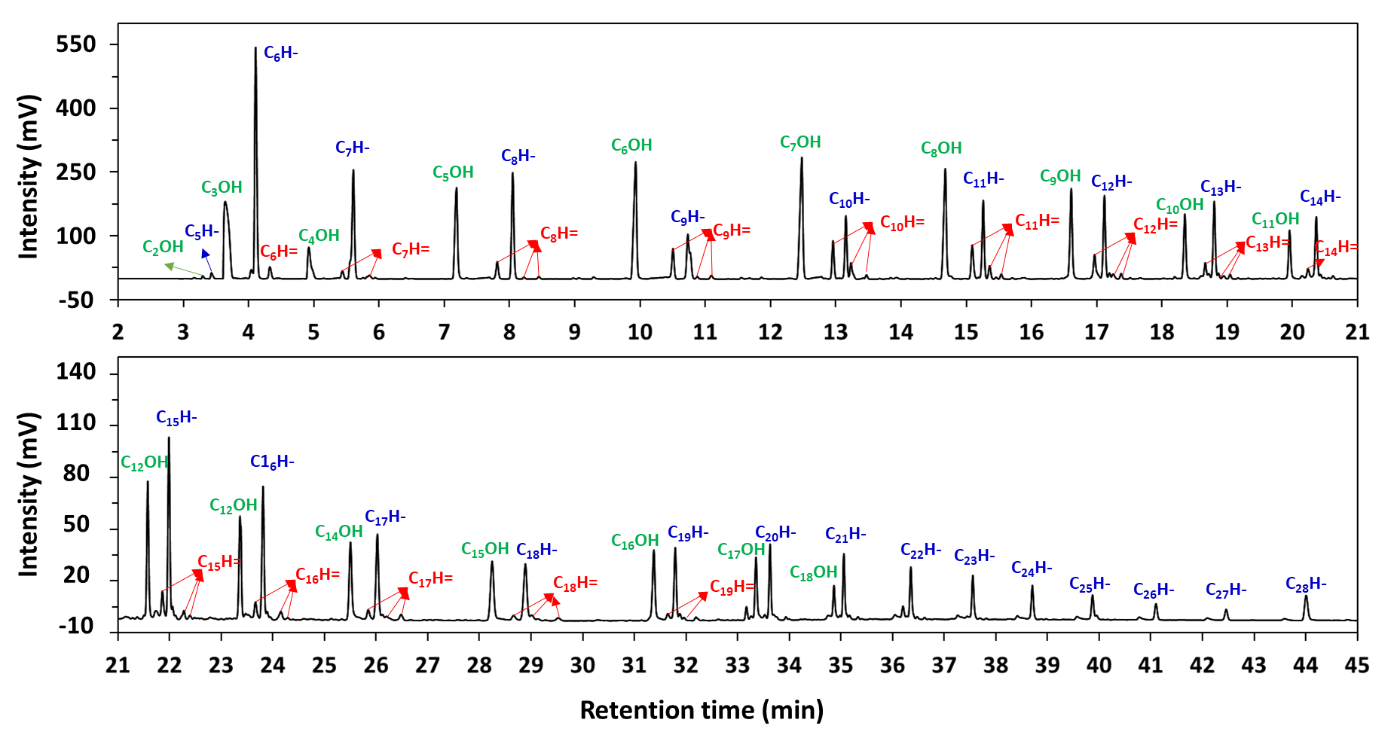 Intensity (mV)
550
400
250
100
-50
C₂OH
C₅H-
C₃OH
C₆H-
C₆H=
C₄OH
C₇H-
C₇H=
C₅OH
C₈H-
C₈H=
C₆OH
C₉H-
C₉H=
C₇OH
C₁₀H-
C₁₀H=
C₈OH
C₁₁H-
C₁₁H=
C₉OH
C₁₂H-
C₁₂H=
C₁₀OH
C₁₃H-
C₁₃H=
C₁₁OH
C₁₄H-
C₁₄H=
2 3 4 5 6 7 8 9 10 11 12 13 14 15 16 17 18 19 20 21
Intensity (mV)
140
110
80
50
20
-10
C₁₂OH
C₁₅H-
C₁₅H=
C₁₂OH
C1₆H-
C₁₆H=
C₁₄OH
C₁₇H-
C₁₇H=
C₁₅OH
C₁₈H-
C₁₈H=
C₁₆OH
C₁₉H-
C₁₉H=
C₁₇OH
C₂₀H-
C₁₈OH
C₂₁H-
C₂₂H-
C₂₃H-
C₂₄H-
C₂₅H-
C₂₆H-
C₂₇H-
C₂₈H-
21 22 23 24 25 26 27 28 29 30 31 32 33 34 35 36 37 38 39 40 41 42 43 44 45
Retention time (min)